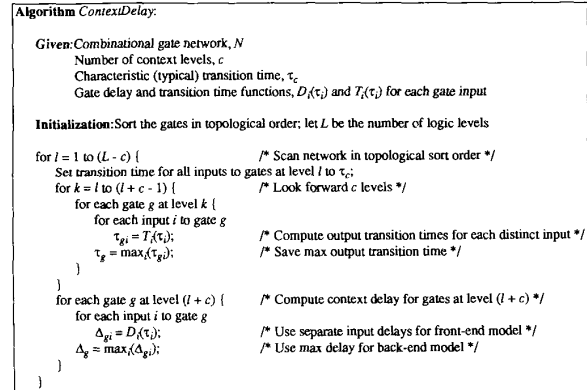 Algorithm ContextDelay:
Given: Combinational gate network, N
Number of context levels, c
Characteristic (typical) transition time, τc
Gate delay and transition time functions, Di(τi) and Ti(τi) for each gate input
Initialization: Sort the gates in topological order; let L be the number of logic levels
for l = 1 to (L - c) { /* Scan network in topological sort order */
Set transition time for all inputs to gates at level l to τc;
for k = l to (l + c - 1) { /* Look forward c levels */
for each gate g at level k {
for each input i to gate g
τgi = Ti(τi); /* Compute output transition times for each distinct input */
τg = maxi(τgi); /* Save max output transition time */
}
}
for each gate g at level (l + c) { /* Compute context delay for gates at level (l + c) */
for each input i to gate g
Δgi = Di(τi); /* Use separate input delays for front-end model */
Δg = maxi(Δgi); /* Use max delay for back-end model */
}
}